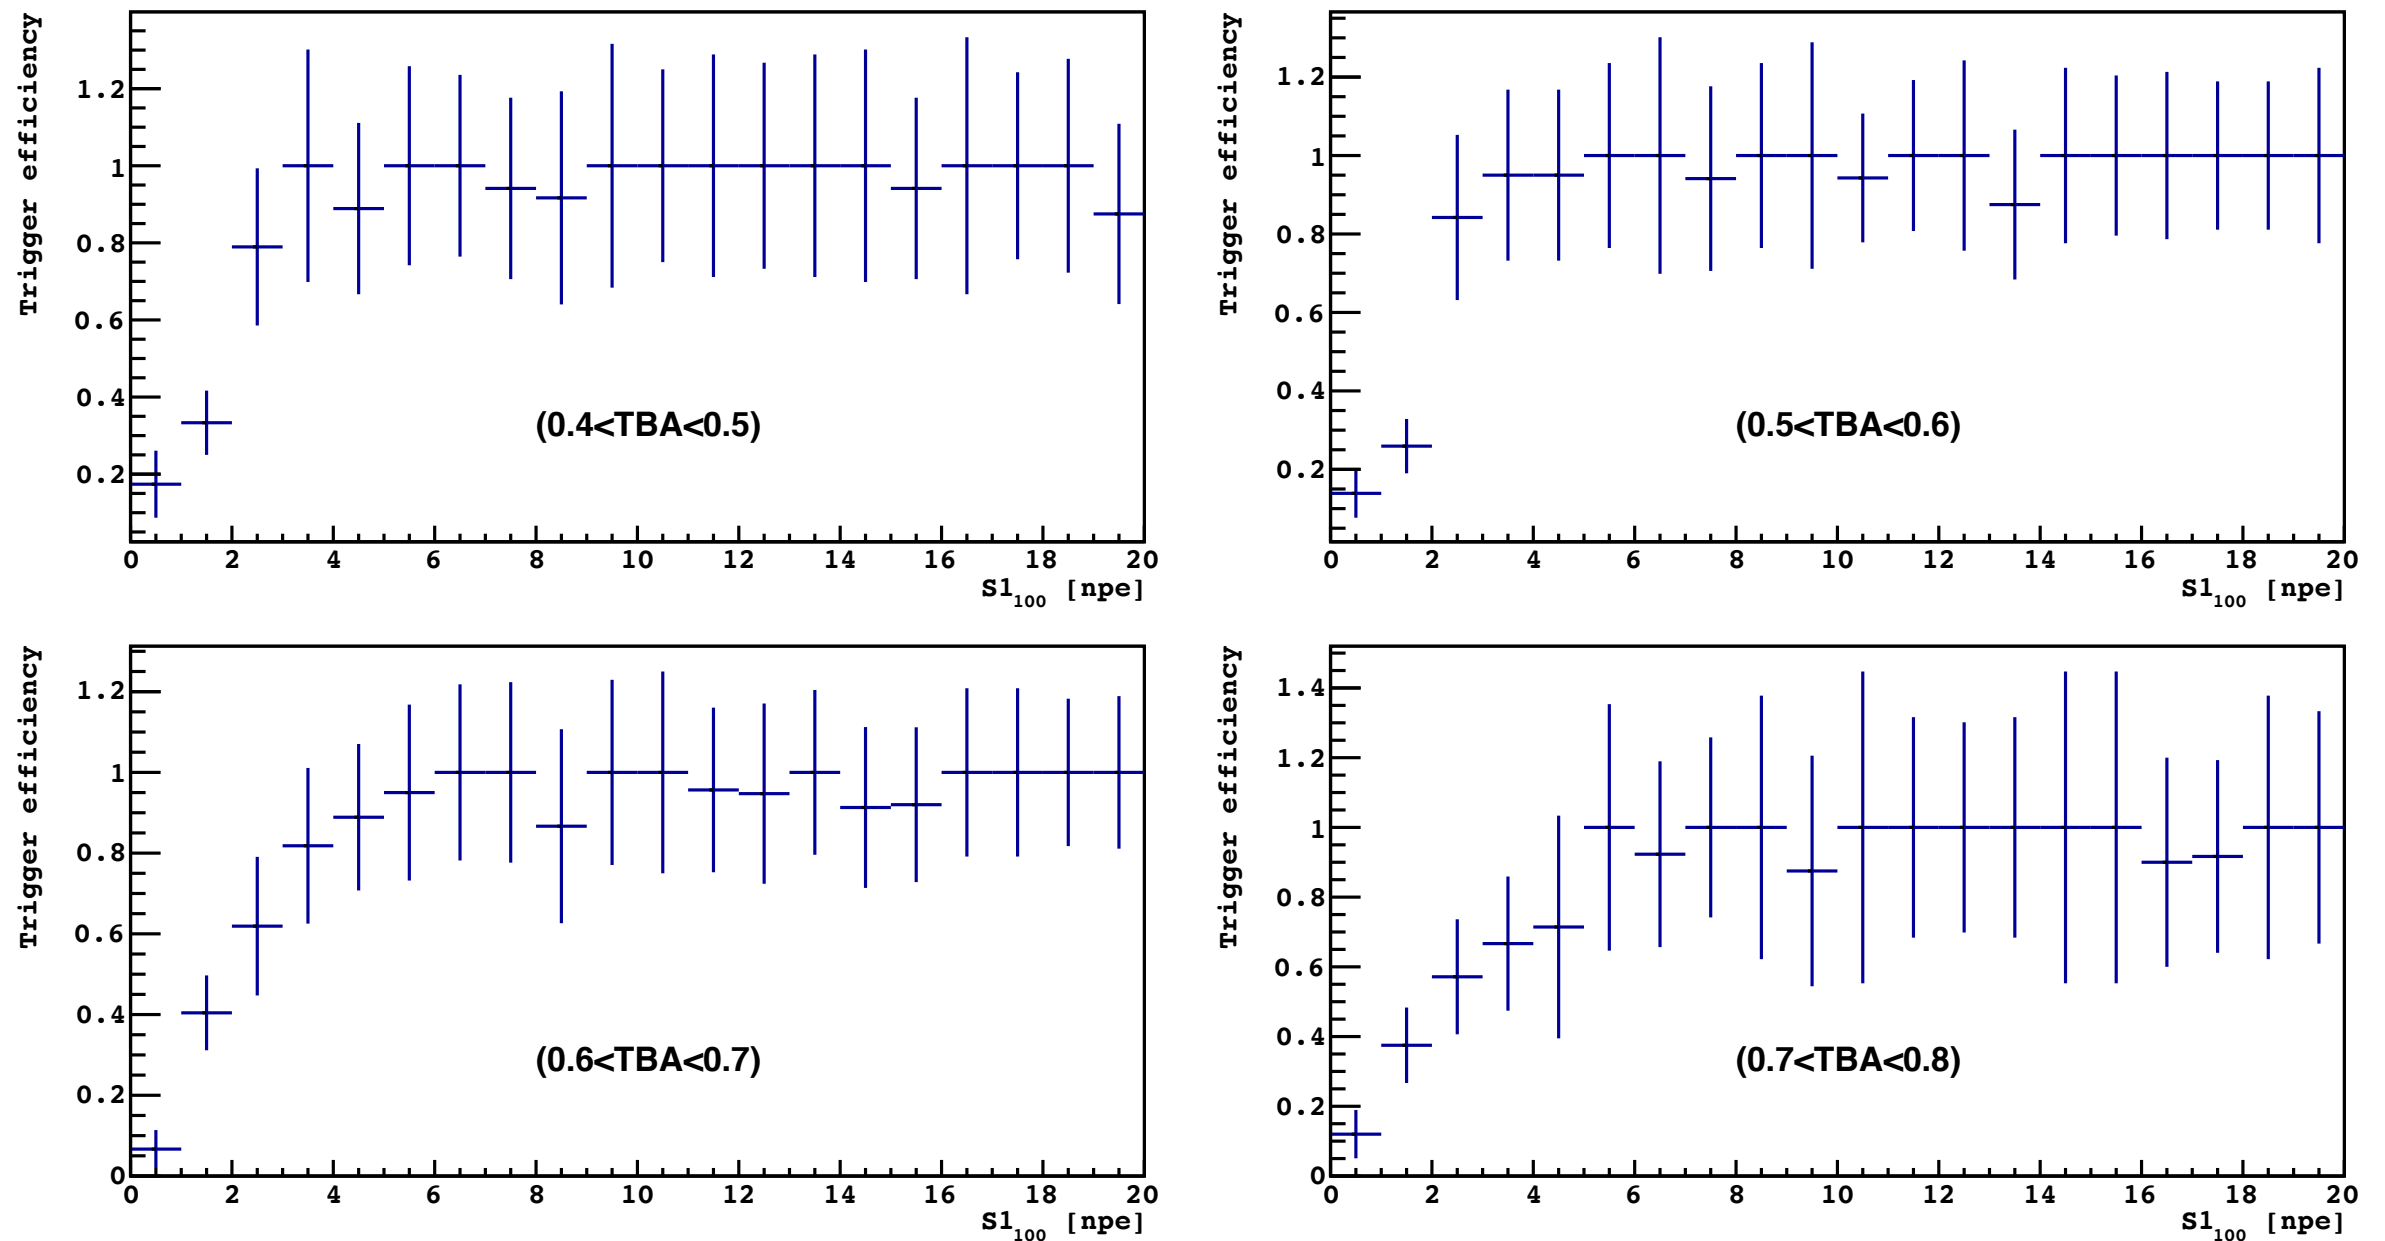 Trigger efficiency
1.2
1
0.8
0.6
0.4
0.2
(0.4<TBA<0.5)
0 2 4 6 8 10 12 14 16 18 20
S1100 [npe]
Trigger efficiency
1.2
1
0.8
0.6
0.4
0.2
(0.5<TBA<0.6)
0 2 4 6 8 10 12 14 16 18 20
S1100 [npe]
Trigger efficiency
1.2
1
0.8
0.6
0.4
0.2
0
(0.6<TBA<0.7)
0 2 4 6 8 10 12 14 16 18 20
S1100 [npe]
Trigger efficiency
1.4
1.2
1
0.8
0.6
0.4
0.2
0
(0.7<TBA<0.8)
0 2 4 6 8 10 12 14 16 18 20
S1100 [npe]